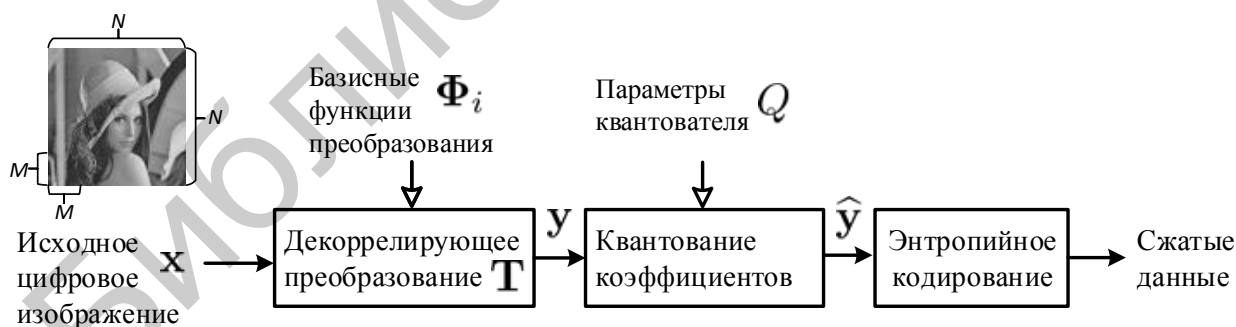 N
N
M
M
Базисные
функции
преобразования
Φi
Параметры
квантователя Q
Исходное
цифровое
изображение
x
Декоррелирующее
преобразование T
y
Квантование
коэффициентов
ŷ
Энтропийное
кодирование
Сжатые
данные